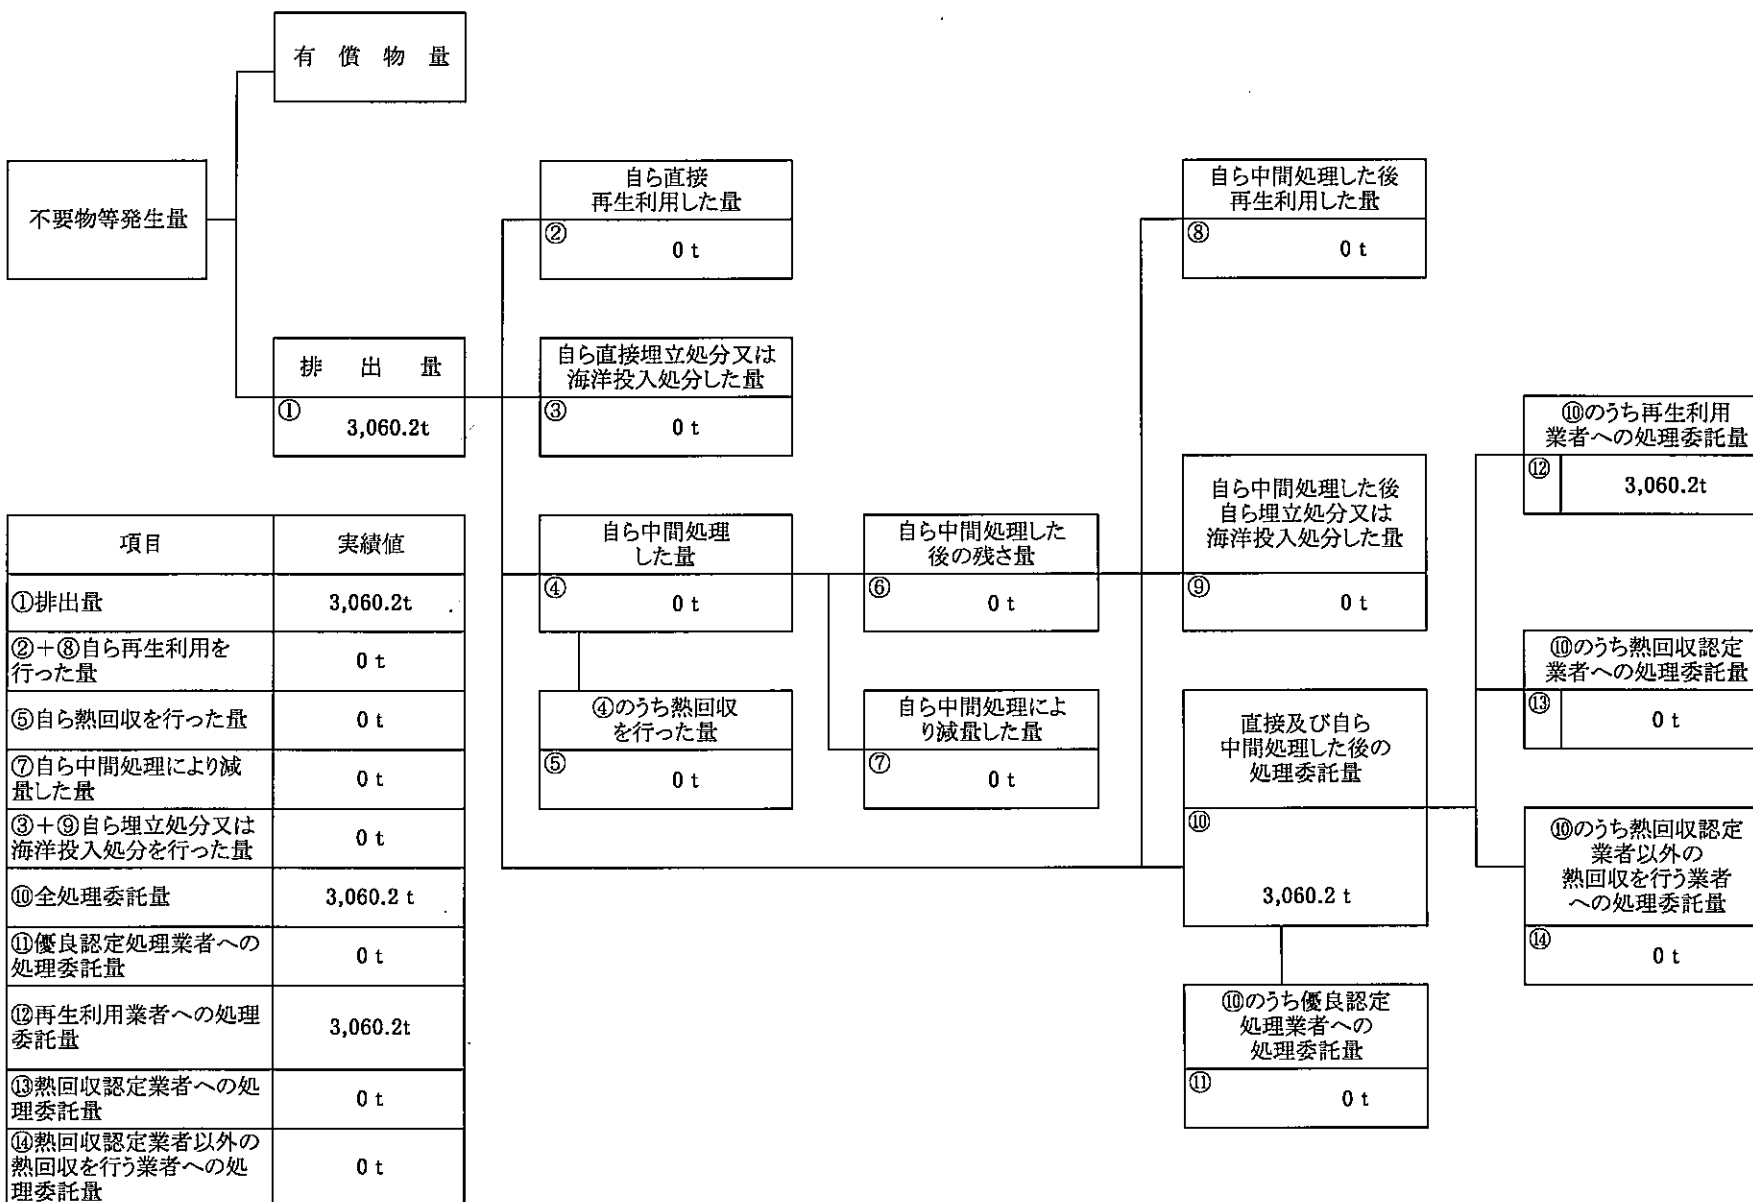 有償物量
不要物等発生量
自ら直接
再生利用した量
②
0 t
自ら中間処理した後
再生利用した量
⑧
0 t
排出量
①
3,060.2t
自ら直接埋立処分又は
海洋投入処分した量
③
0 t
⑩のうち再生利用
業者への処理委託量
⑫
3,060.2t
自ら中間処理
した量
④
0 t
自ら中間処理した
後の残さ量
⑥
0 t
自ら中間処理した後
自ら埋立処分又は
海洋投入処分した量
⑨
0 t
⑩のうち熱回収認定
業者への処理委託量
⑬
0 t
④のうち熱回収
を行った量
⑤
0 t
自ら中間処理によ
り減量した量
⑦
0 t
直接及び自ら
中間処理した後の
処理委託量
⑩
3,060.2 t
⑩のうち熱回収認定
業者以外の
熱回収を行う業者
への処理委託量
⑭
0 t
⑩のうち優良認定
処理業者への
処理委託量
⑪
0 t
項目 実績値
①排出量 3,060.2t
②+⑧自ら再生利用を
行った量
0 t
⑤自ら熱回収を行った量 0 t
⑦自ら中間処理により減
量した量
0 t
③+⑨自ら埋立処分又は
海洋投入処分を行った量
0 t
⑩全処理委託量 3,060.2 t
⑪優良認定処理業者への
処理委託量
0 t
⑫再生利用業者への処理
委託量
3,060.2t
⑬熱回収認定業者への処
理委託量
0 t
⑭熱回収認定業者以外の
熱回収を行う業者への処
理委託量
0 t